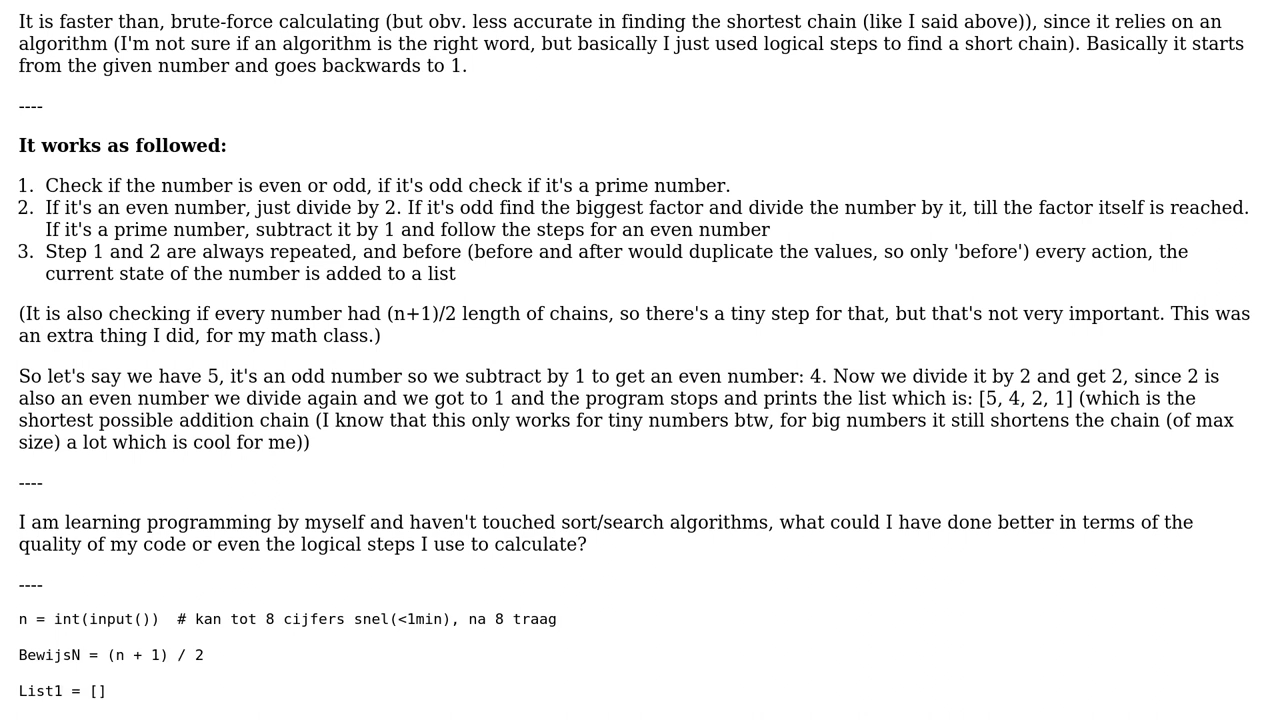 It is faster than, brute-force calculating (but obv. less accurate in finding the shortest chain (like I said above)), since it relies on an
algorithm (I'm not sure if an algorithm is the right word, but basically I just used logical steps to find a short chain). Basically it starts
from the given number and goes backwards to 1.
----
It works as followed:
1. Check if the number is even or odd, if it's odd check if it's a prime number.
2. If it's an even number, just divide by 2. If it's odd find the biggest factor and divide the number by it, till the factor itself is reached.
If it's a prime number, subtract it by 1 and follow the steps for an even number
3. Step 1 and 2 are always repeated, and before (before and after would duplicate the values, so only 'before') every action, the
current state of the number is added to a list
(It is also checking if every number had (n+1)/2 length of chains, so there's a tiny step for that, but that's not very important. This was
an extra thing I did, for my math class.)
So let's say we have 5, it's an odd number so we subtract by 1 to get an even number: 4. Now we divide it by 2 and get 2, since 2 is
also an even number we divide again and we got to 1 and the program stops and prints the list which is: [5, 4, 2, 1] (which is the
shortest possible addition chain (I know that this only works for tiny numbers btw, for big numbers it still shortens the chain (of max
size) a lot which is cool for me))
----
I am learning programming by myself and haven't touched sort/search algorithms, what could I have done better in terms of the
quality of my code or even the logical steps I use to calculate?
----
n = int(input())  # kan tot 8 cijfers snel(<1min), na 8 traag
BewijsN = (n + 1) / 2
List1 = []